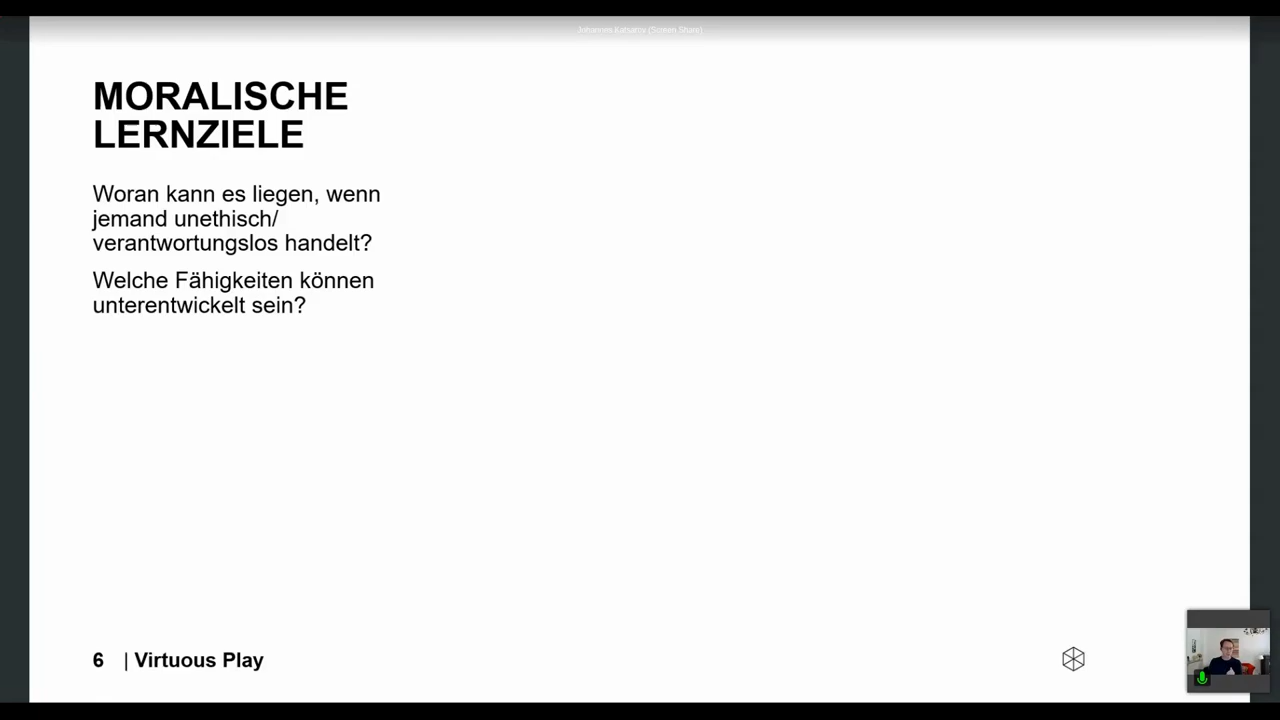 MORALISCHE
LERNZIELE
Woran kann es liegen, wenn
jemand unethisch/
verantwortungslos handelt?
Welche Fähigkeiten können
unterentwickelt sein?
6 | Virtuous Play